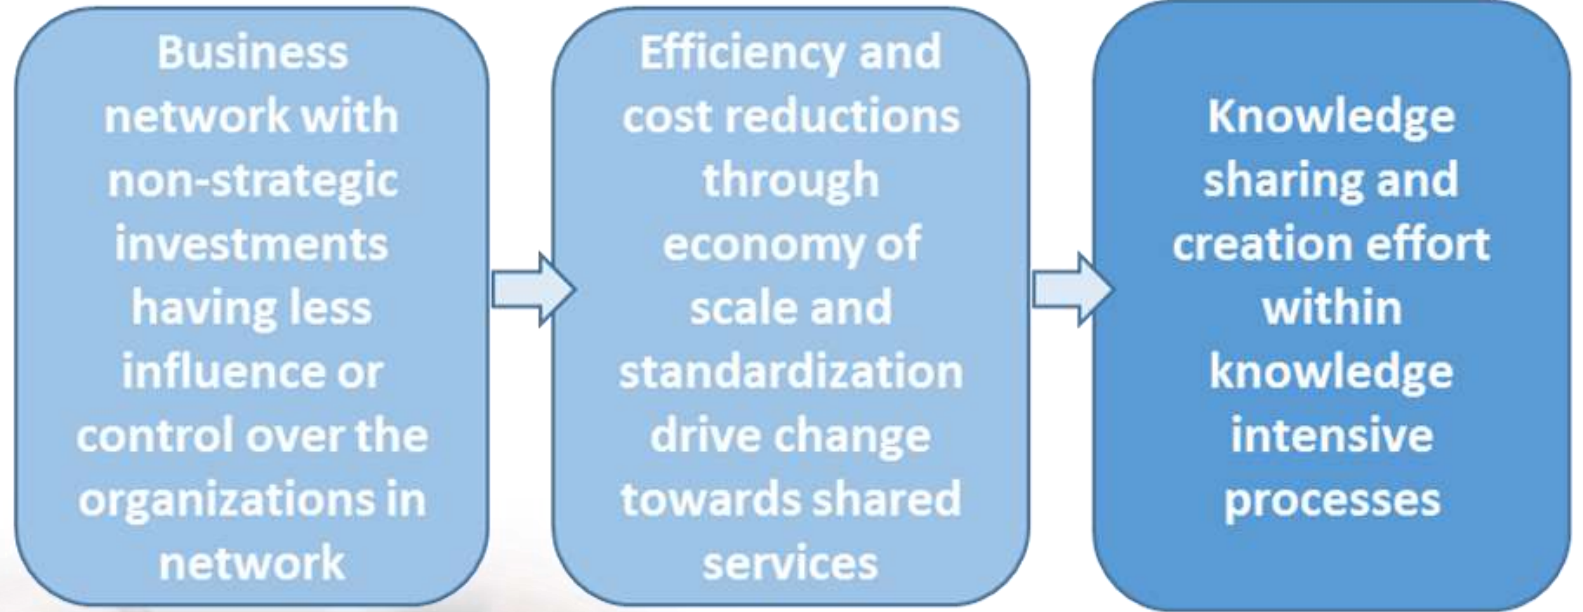 Business
network with
non-strategic
investments
having less
influence or
control over the
organizations in
network
Efficiency and
cost reductions
through
economy of
scale and
standardization
drive change
towards shared
services
Knowledge
sharing and
creation effort
within
knowledge
intensive
processes